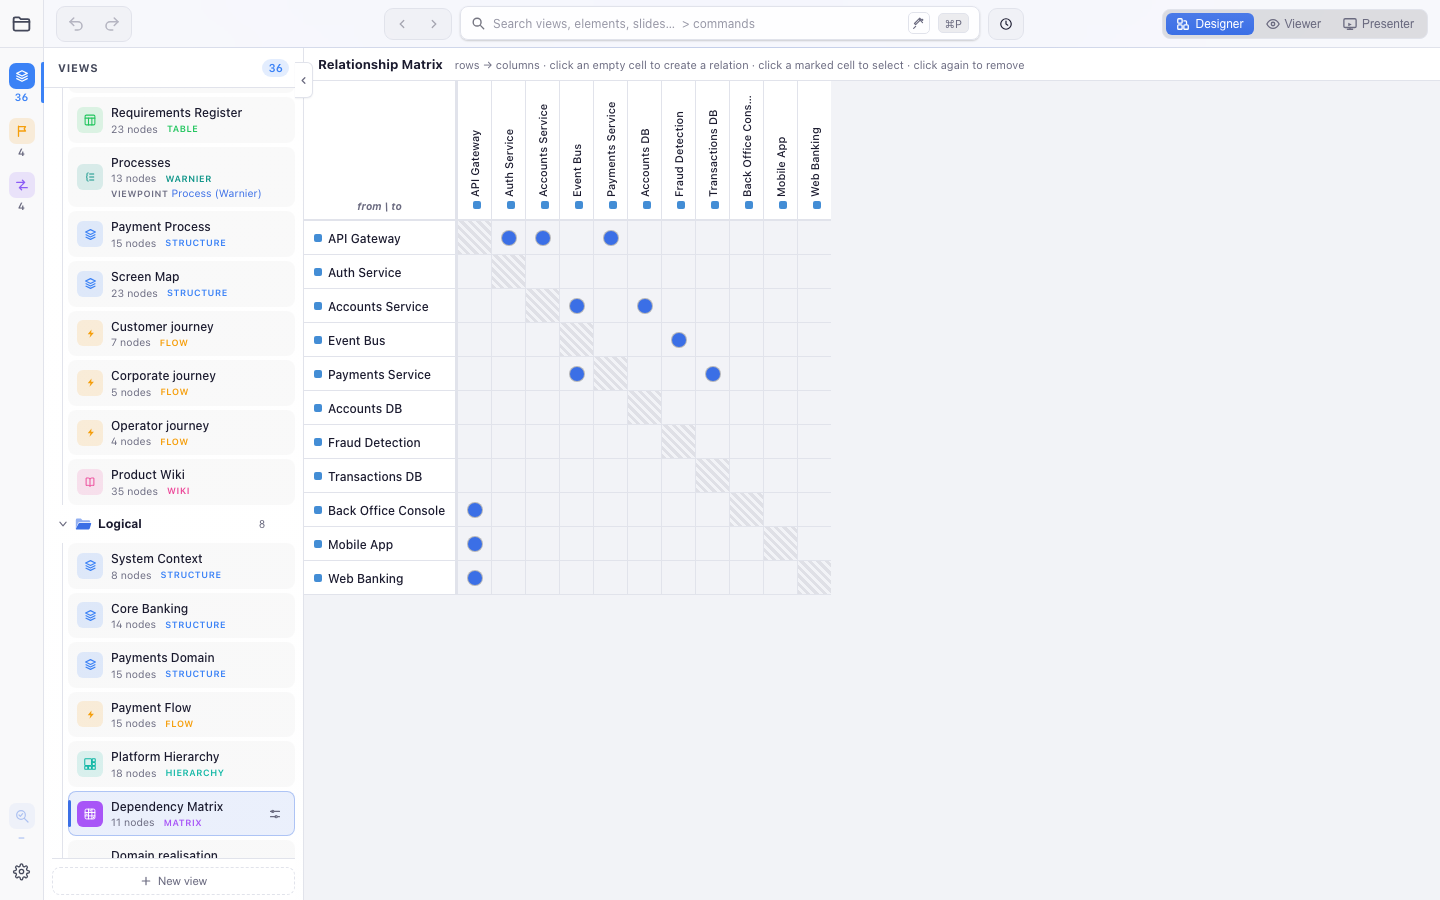 Search views, elements, slides... > commands
⌘P
Designer
Viewer
Presenter
36
4
4
VIEWS
36
Requirements Register
23 nodes TABLE
Processes
13 nodes WARNIER
VIEWPOINT Process (Warnier)
Payment Process
15 nodes STRUCTURE
Screen Map
23 nodes STRUCTURE
Customer journey
7 nodes FLOW
Corporate journey
5 nodes FLOW
Operator journey
4 nodes FLOW
Product Wiki
35 nodes WIKI
Logical 8
System Context
8 nodes STRUCTURE
Core Banking
14 nodes STRUCTURE
Payments Domain
15 nodes STRUCTURE
Payment Flow
15 nodes FLOW
Platform Hierarchy
18 nodes HIERARCHY
Dependency Matrix
11 nodes MATRIX
Domain realisation
+ New view
Relationship Matrix rows → columns · click an empty cell to create a relation · click a marked cell to select · click again to remove
from | to
API Gateway
Auth Service
Accounts Service
Event Bus
Payments Service
Accounts DB
Fraud Detection
Transactions DB
Back Office Cons...
Mobile App
Web Banking
API Gateway
Auth Service
Accounts Service
Event Bus
Payments Service
Accounts DB
Fraud Detection
Transactions DB
Back Office Console
Mobile App
Web Banking